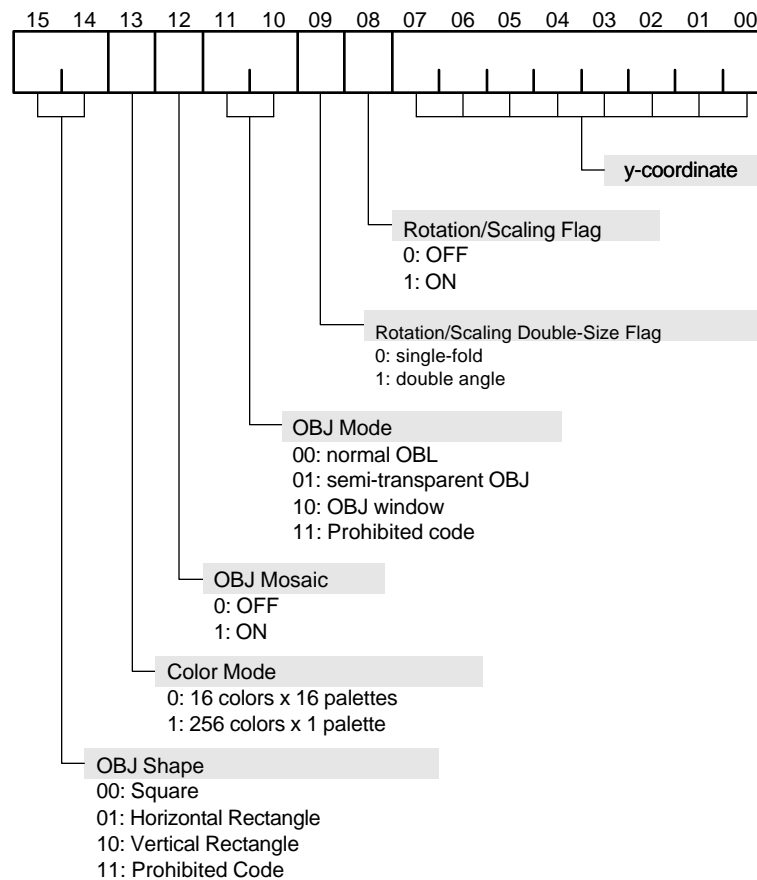 15 14 13 12 11 10 09 08 07 06 05 04 03 02 01 00
y-coordinate
Rotation/Scaling Flag
0: OFF
1: ON
Rotation/Scaling Double-Size Flag
0: single-fold
1: double angle
OBJ Mode
00: normal OBL
01: semi-transparent OBJ
10: OBJ window
11: Prohibited code
OBJ Mosaic
0: OFF
1: ON
Color Mode
0: 16 colors x 16 palettes
1: 256 colors x 1 palette
OBJ Shape
00: Square
01: Horizontal Rectangle
10: Vertical Rectangle
11: Prohibited Code